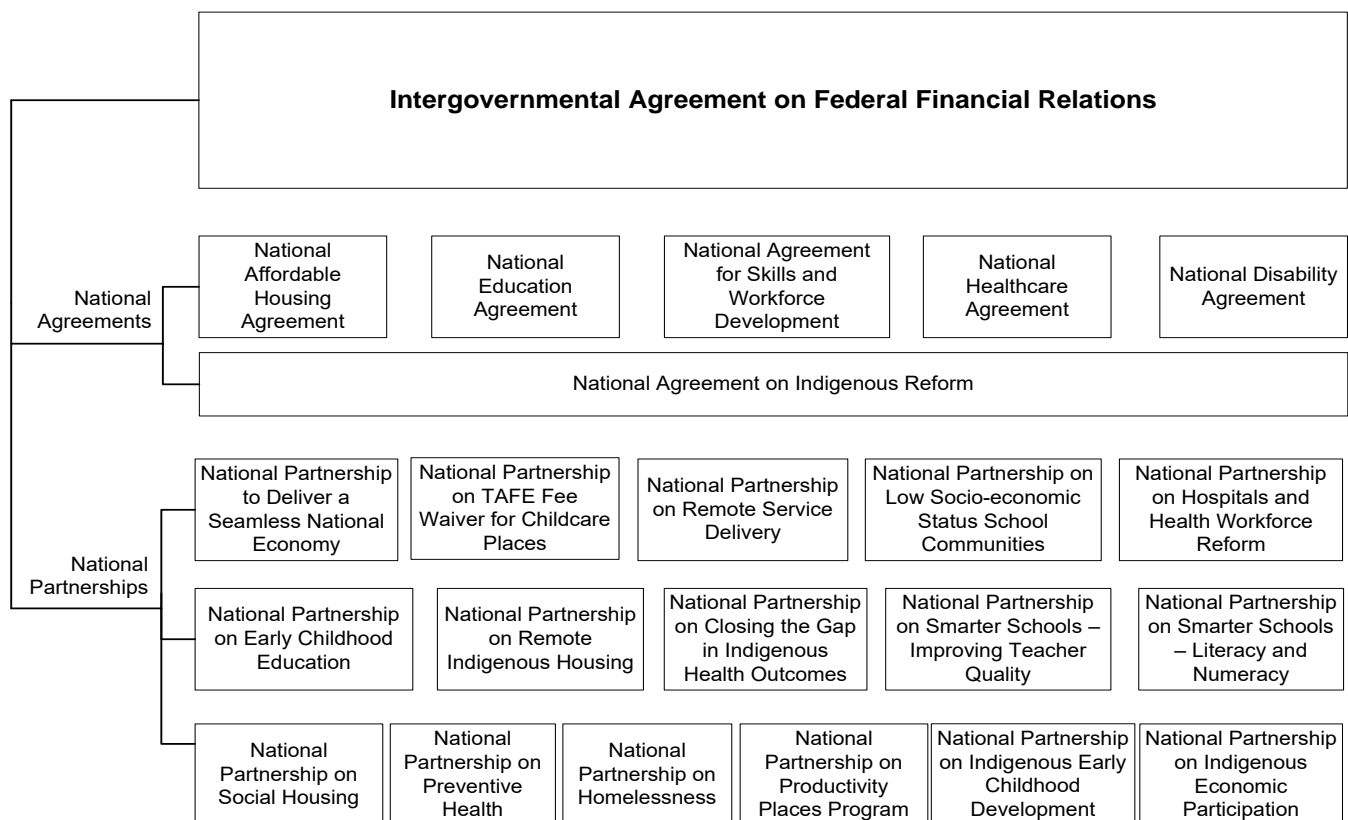 Intergovernmental Agreement on Federal Financial Relations
National
Agreements
National
Affordable
Housing
Agreement
National
Education
Agreement
National Agreement
for Skills and
Workforce
Development
National
Healthcare
Agreement
National Disability
Agreement
National Agreement on Indigenous Reform
National
Partnerships
National Partnership
to Deliver a
Seamless National
Economy
National Partnership
on TAFE Fee
Waiver for Childcare
Places
National Partnership
on Remote Service
Delivery
National Partnership on
Low Socio-economic
Status School
Communities
National Partnership
on Hospitals and
Health Workforce
Reform
National Partnership
on Early Childhood
Education
National Partnership
on Remote
Indigenous Housing
National Partnership
on Closing the Gap
in Indigenous
Health Outcomes
National Partnership
on Smarter Schools –
Improving Teacher
Quality
National Partnership
on Smarter Schools
– Literacy and
Numeracy
National
Partnership on
Social Housing
National
Partnership on
Preventive
Health
National
Partnership on
Homelessness
National
Partnership on
Productivity
Places Program
National Partnership
on Indigenous Early
Childhood
Development
National Partnership
on Indigenous
Economic
Participation